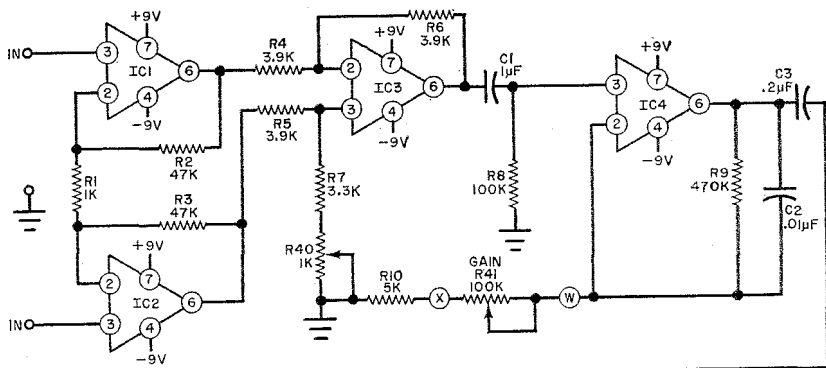 +9V
IN
3
7
IC1
6
2
4
-9V
R1
1K
R2
47K
R3
47K
+9V
2
7
IC2
6
IN
3
4
-9V
R4
3.9K
R5
3.9K
R6
3.9K
+9V
2
7
IC3
6
3
4
-9V
R7
3.3K
R40
1K
C1
1µF
R8
100K
R10
5K
X
GAIN
R41
100K
W
+9V
3
7
IC4
6
2
4
-9V
R9
470K
C2
.01µF
C3
.2µF